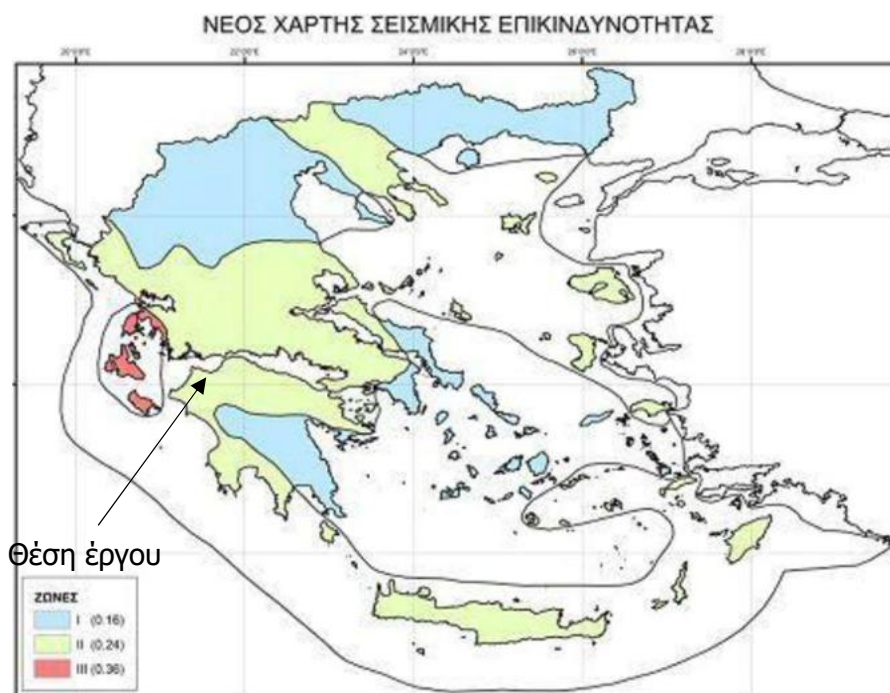 ΝΕΟΣ ΧΑΡΤΗΣ ΣΕΙΣΜΙΚΗΣ ΕΠΙΚΙΝΔΥΝΟΤΗΤΑΣ
Θέση έργου
ΖΩΝΕΣ
I (0.16)
II (0.24)
III (0.36)